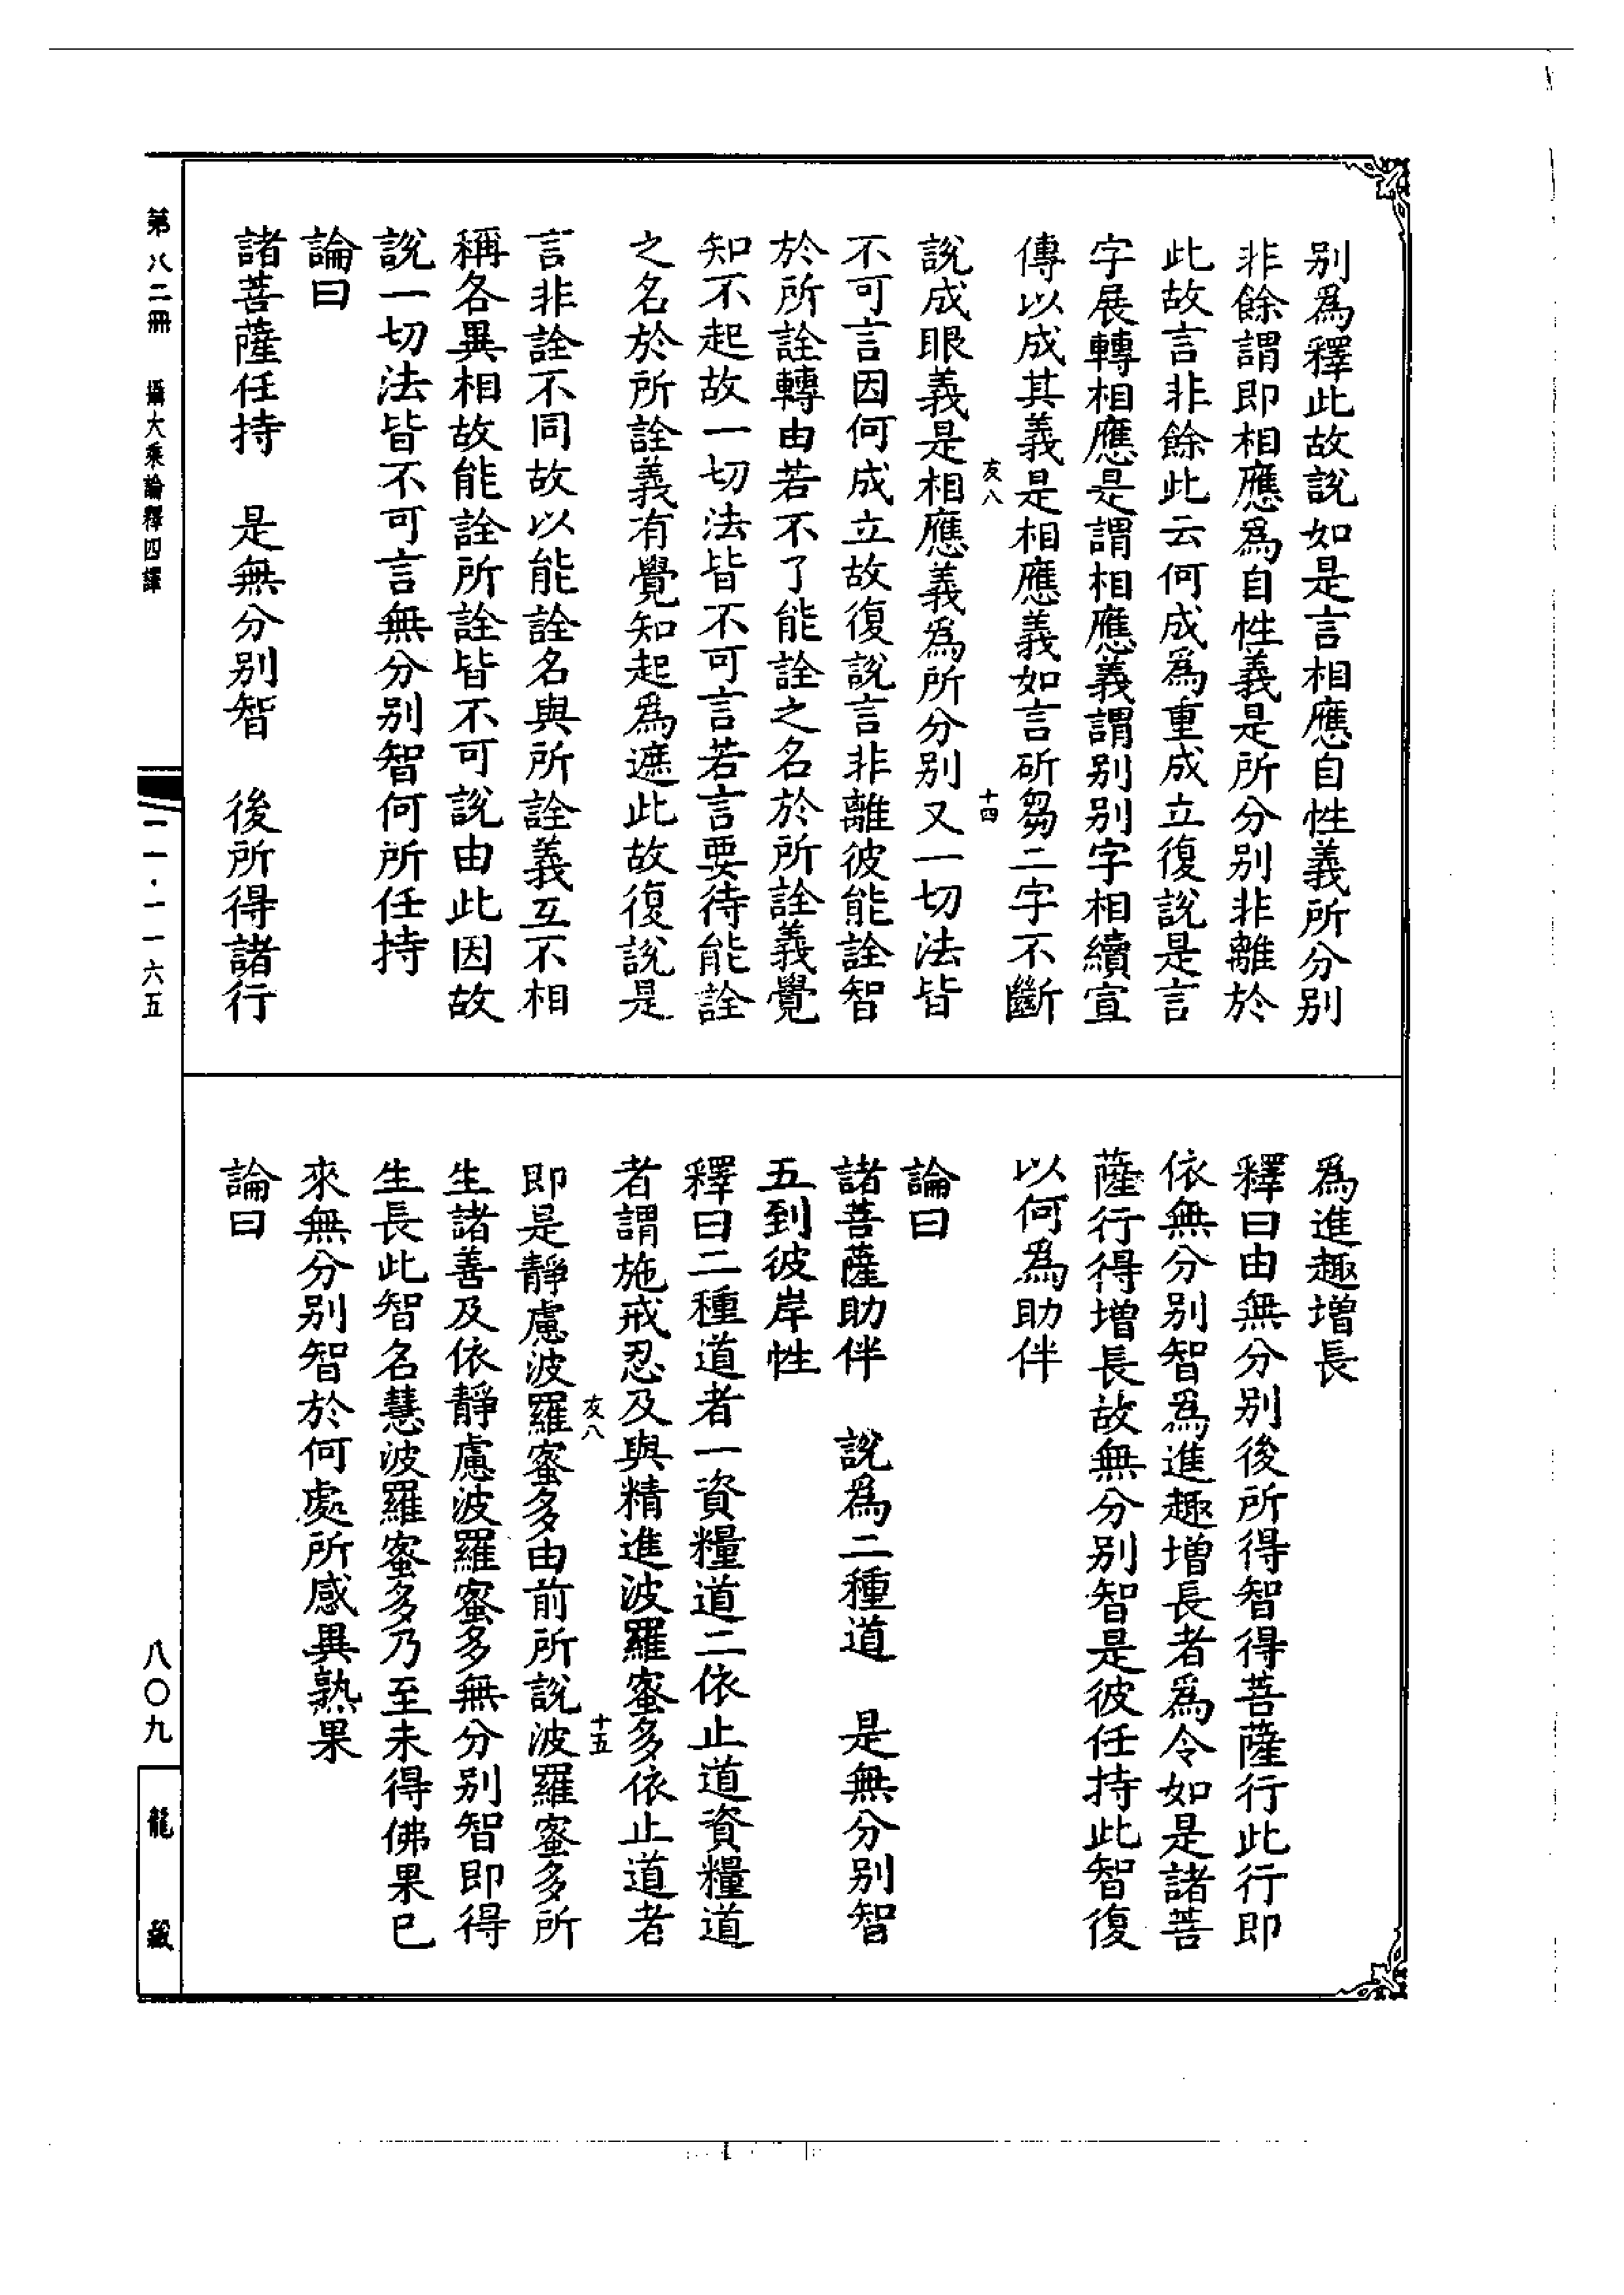 别爲釋此故說如是言相應自性義所分别
非餘謂即相應爲自性義是所分别非離於
此故言非餘此云何成爲重成立復說是言
字展轉相應是謂相應義謂别别字相續宣
傳以成其義是相應義如言斫芻二字不斷
友八
十四
說成眼義是相應義爲所分别又一切法皆
不可言因何成立故復說言非離彼能詮智
於所詮轉由若不了能詮之名於所詮義覺
知不起故一切法皆不可言若言要待能詮
之名於所詮義有覺知起爲遮此故復說是
言非詮不同故以能詮名與所詮義互不相
稱各異相故能詮所詮皆不可說由此因故
說一切法皆不可言無分别智何所任持
論曰
諸菩薩任持　是無分别智　後所得諸行
爲進趣增長
釋曰由無分别後所得智得菩薩行此行即
依無分别智爲進趣增長者爲令如是諸菩
薩行得增長故無分别智是彼任持此智復
以何爲助伴
論曰
諸菩薩助伴　說爲二種道　是無分别智
五到彼岸性
釋曰二種道者一資糧道二依止道資糧道
者謂施戒忍及與精進波羅蜜多依止道者
友八
十五
即是靜慮波羅蜜多由前所說波羅蜜多所
生諸善及依靜慮波羅蜜多無分别智即得
生長此智名慧波羅蜜多乃至未得佛果已
來無分别智於何處所感異熟果
論曰
第八二冊　攝大乘論釋四譯
一一·一一六五
八〇九
龍藏